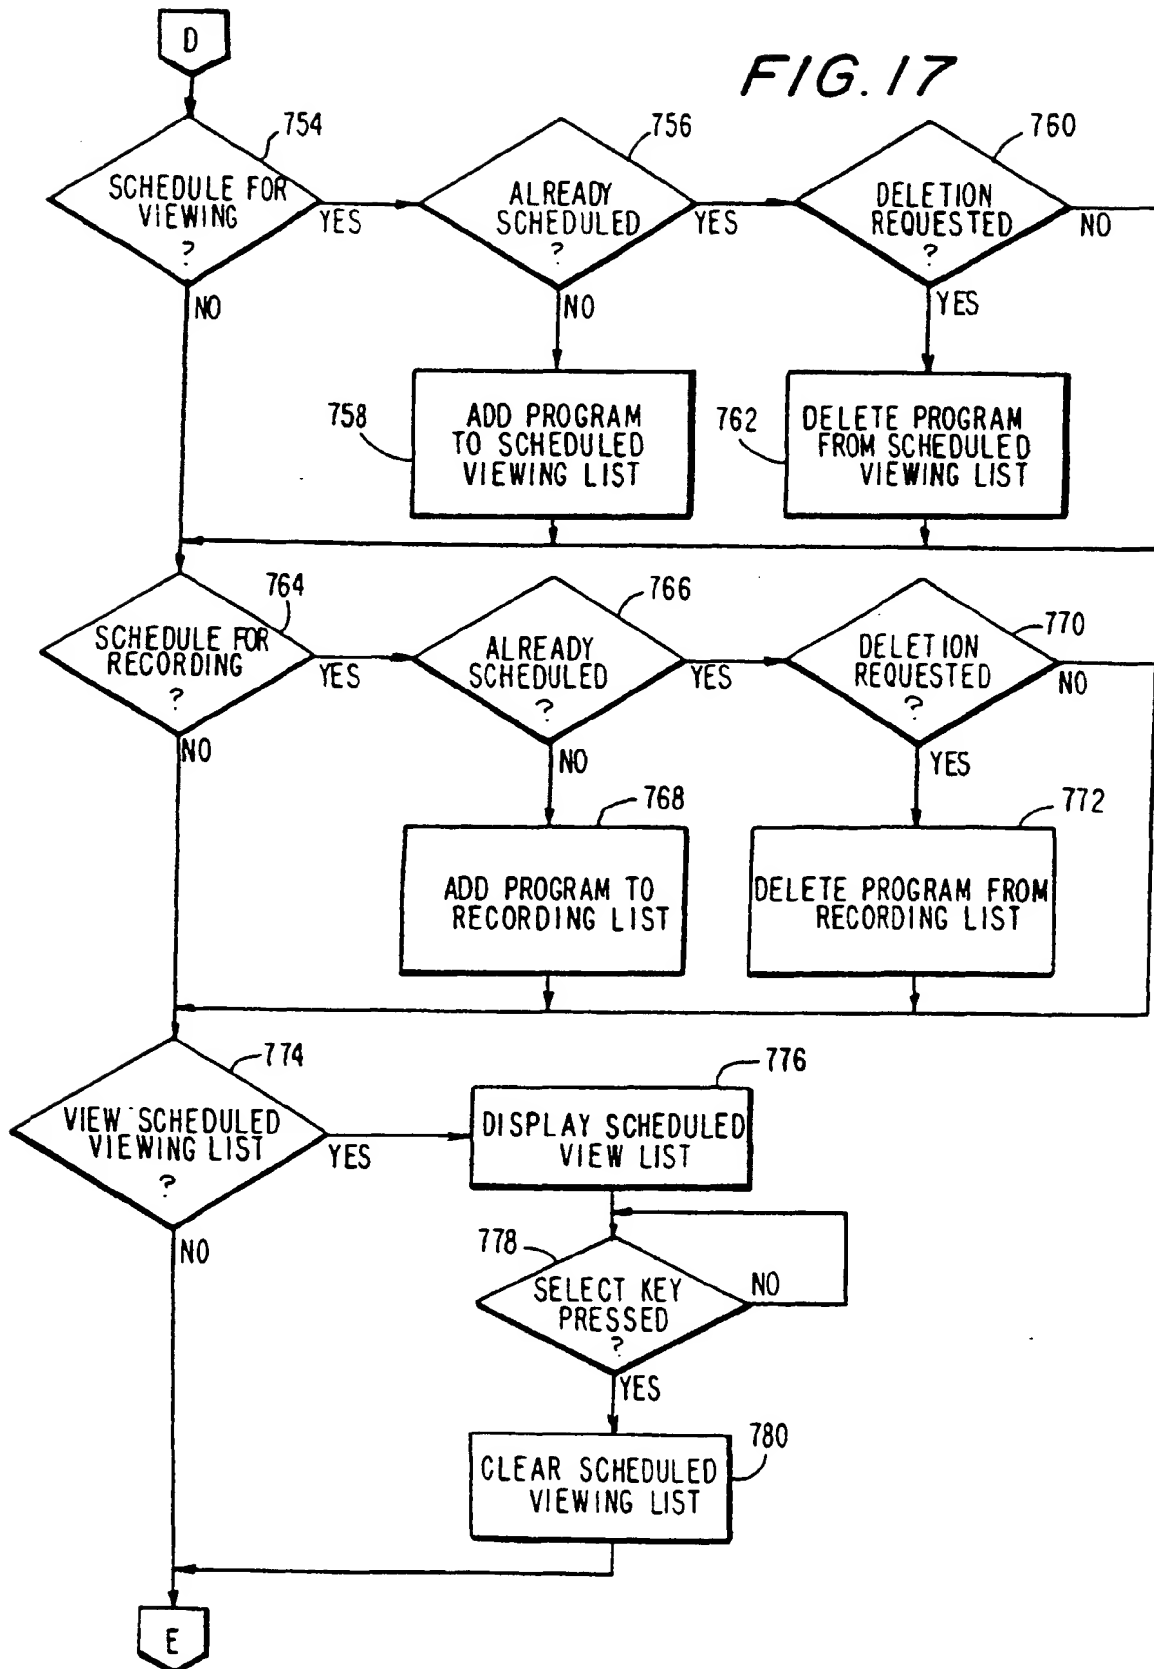 D
FIG. 17
754
SCHEDULE FOR
VIEWING
?
YES
NO
756
ALREADY
SCHEDULED
?
YES
NO
760
DELETION
REQUESTED
?
NO
YES
758
ADD PROGRAM
TO SCHEDULED
VIEWING LIST
762
DELETE PROGRAM
FROM SCHEDULED
VIEWING LIST
764
SCHEDULE FOR
RECORDING
?
YES
NO
766
ALREADY
SCHEDULED
?
YES
NO
770
DELETION
REQUESTED
?
NO
YES
768
ADD PROGRAM TO
RECORDING LIST
772
DELETE PROGRAM FROM
RECORDING LIST
774
VIEW SCHEDULED
VIEWING LIST
?
YES
NO
776
DISPLAY SCHEDULED
VIEW LIST
778
SELECT KEY
PRESSED
?
NO
YES
780
CLEAR SCHEDULED
VIEWING LIST
E